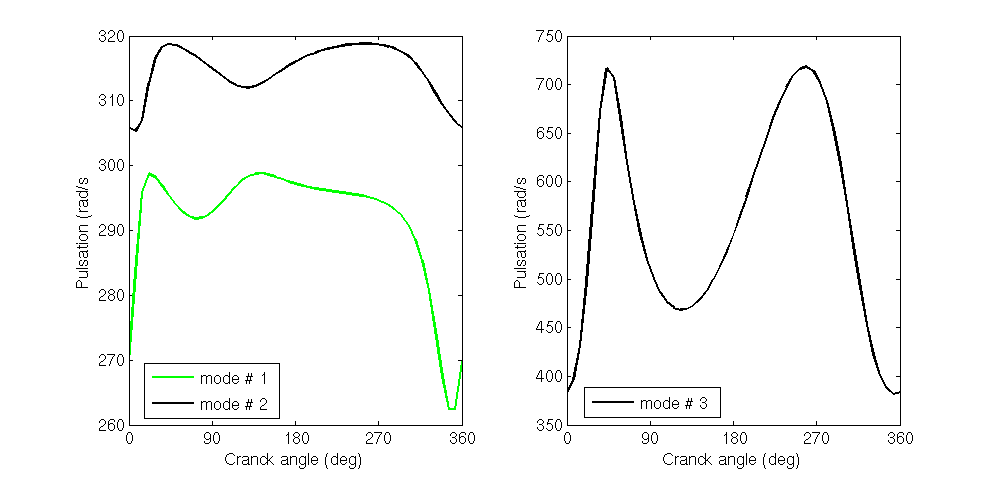 320
310
300
290
280
270
260
Pulsation (rad/s
mode # 1
mode # 2
0 90 180 270 360
Cranck angle (deg)
750
700
650
600
550
500
450
400
350
Pulsation (rad/s
mode # 3
0 90 180 270 360
Cranck angle (deg)